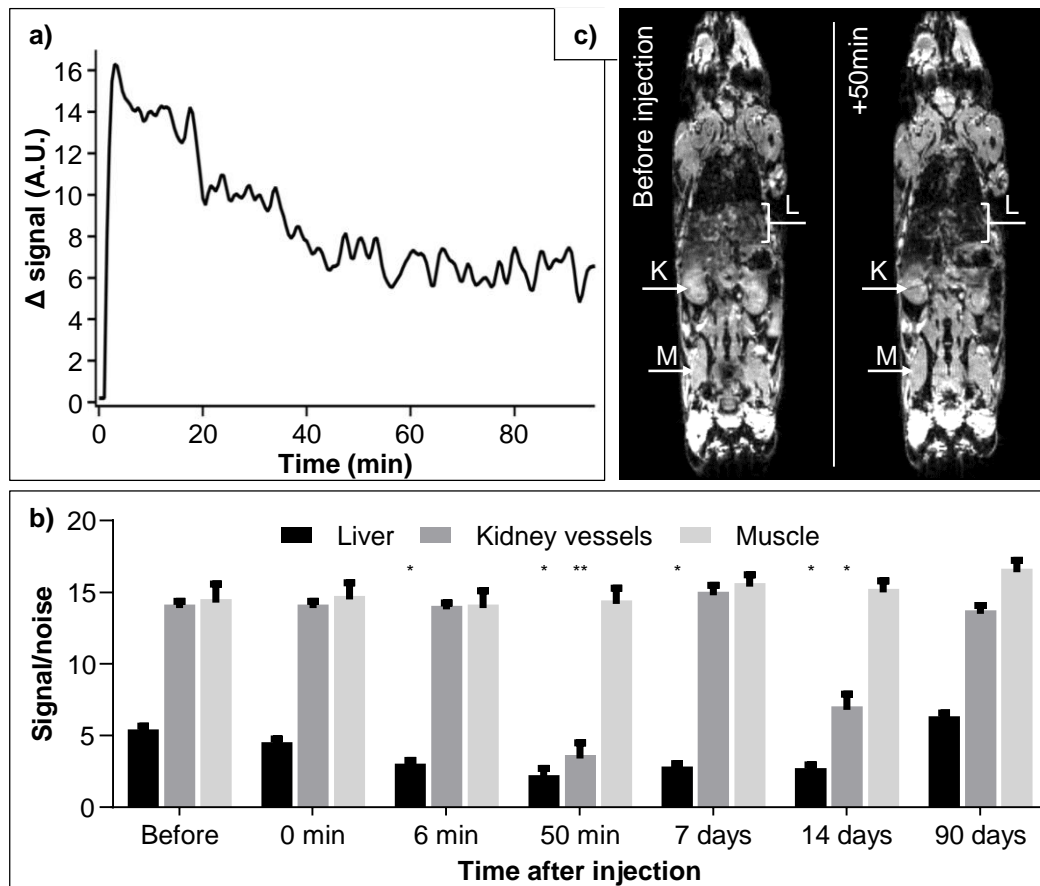 a)
16
14
12
10
8
6
4
2
0
Δ signal (A.U.)
0 20 40 60 80
Time (min)
c)
Before injection
+50min
L
L
K
K
M
M
b)
20
15
10
5
0
Signal/noise
Liver Kidney vessels Muscle
* * ** * * *
Before 0 min 6 min 50 min 7 days 14 days 90 days
Time after injection